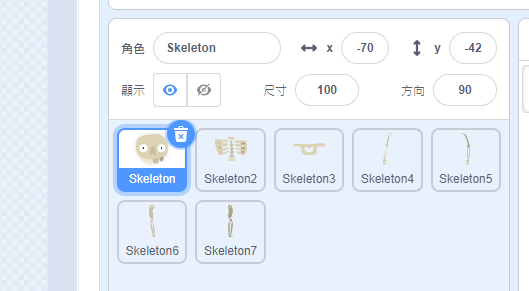 角色 Skeleton x -70 y -42
顯示 尺寸 100 方向 90
Skeleton Skeleton2 Skeleton3 Skeleton4 Skeleton5
Skeleton6 Skeleton7